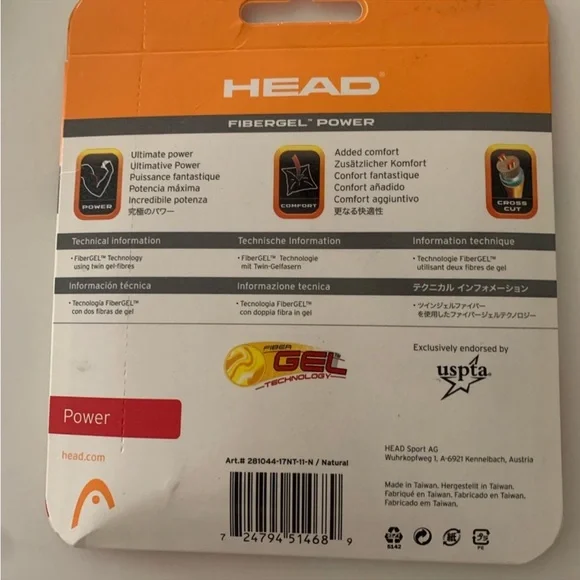 HEAD®
FIBERGEL™ POWER
POWER
Ultimate power
Ultimative Power
Puissance fantastique
Potencia máxima
Incredibile potenza
究極のパワー
COMFORT
Added comfort
Zusätzlicher Komfort
Confort fantastique
Confort añadido
Comfort aggiuntivo
更なる快適性
CROSS
CUT
Technical information
• FiberGEL™ Technology
using twin gel-fibres
Technische Information
• FiberGEL™ Technologie
mit Twin-Gelfasern
Information technique
• Technologie FiberGEL™
utilisant deux fibres de gel
Información técnica
• Tecnología FiberGEL™
con dos fibras de gel
Informazione tecnica
• Tecnologia FiberGEL™
con doppia fibra in gel
テクニカル インフォメーション
• ツインジェルファイバー
を使用したファイバージェルテクノロジー
FIBER
GEL™
TECHNOLOGY
Exclusively endorsed by
uspta®
Power
head.com
Art.# 281044-17NT-11-N / Natural
7 24794 51468 9
HEAD Sport AG
Wuhrkopfweg 1, A-6921 Kennelbach, Austria
Made in Taiwan. Hergestellt in Taiwan.
Fabriqué en Taiwan. Fabricado en Taiwan.
Fabricado em Taiwan.
5142
紙
プラ
PE